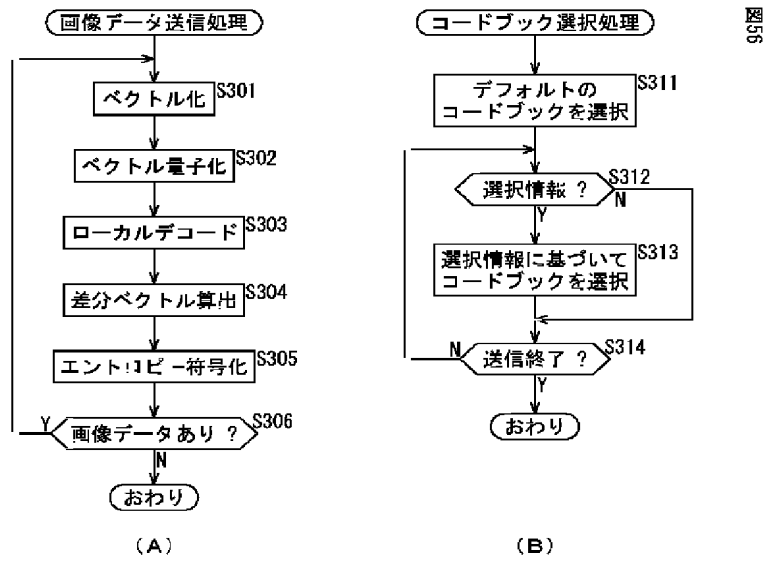 図56
画像データ送信処理
ベクトル化
S301
ベクトル量子化
S302
ローカルデコード
S303
差分ベクトル算出
S304
エントロピー符号化
S305
画像データあり ?
S306
Y
N
おわり
(A)
コードブック選択処理
デフォルトの
コードブックを選択
S311
選択情報 ?
S312
N
Y
選択情報に基づいて
コードブックを選択
S313
送信終了 ?
S314
N
Y
おわり
(B)